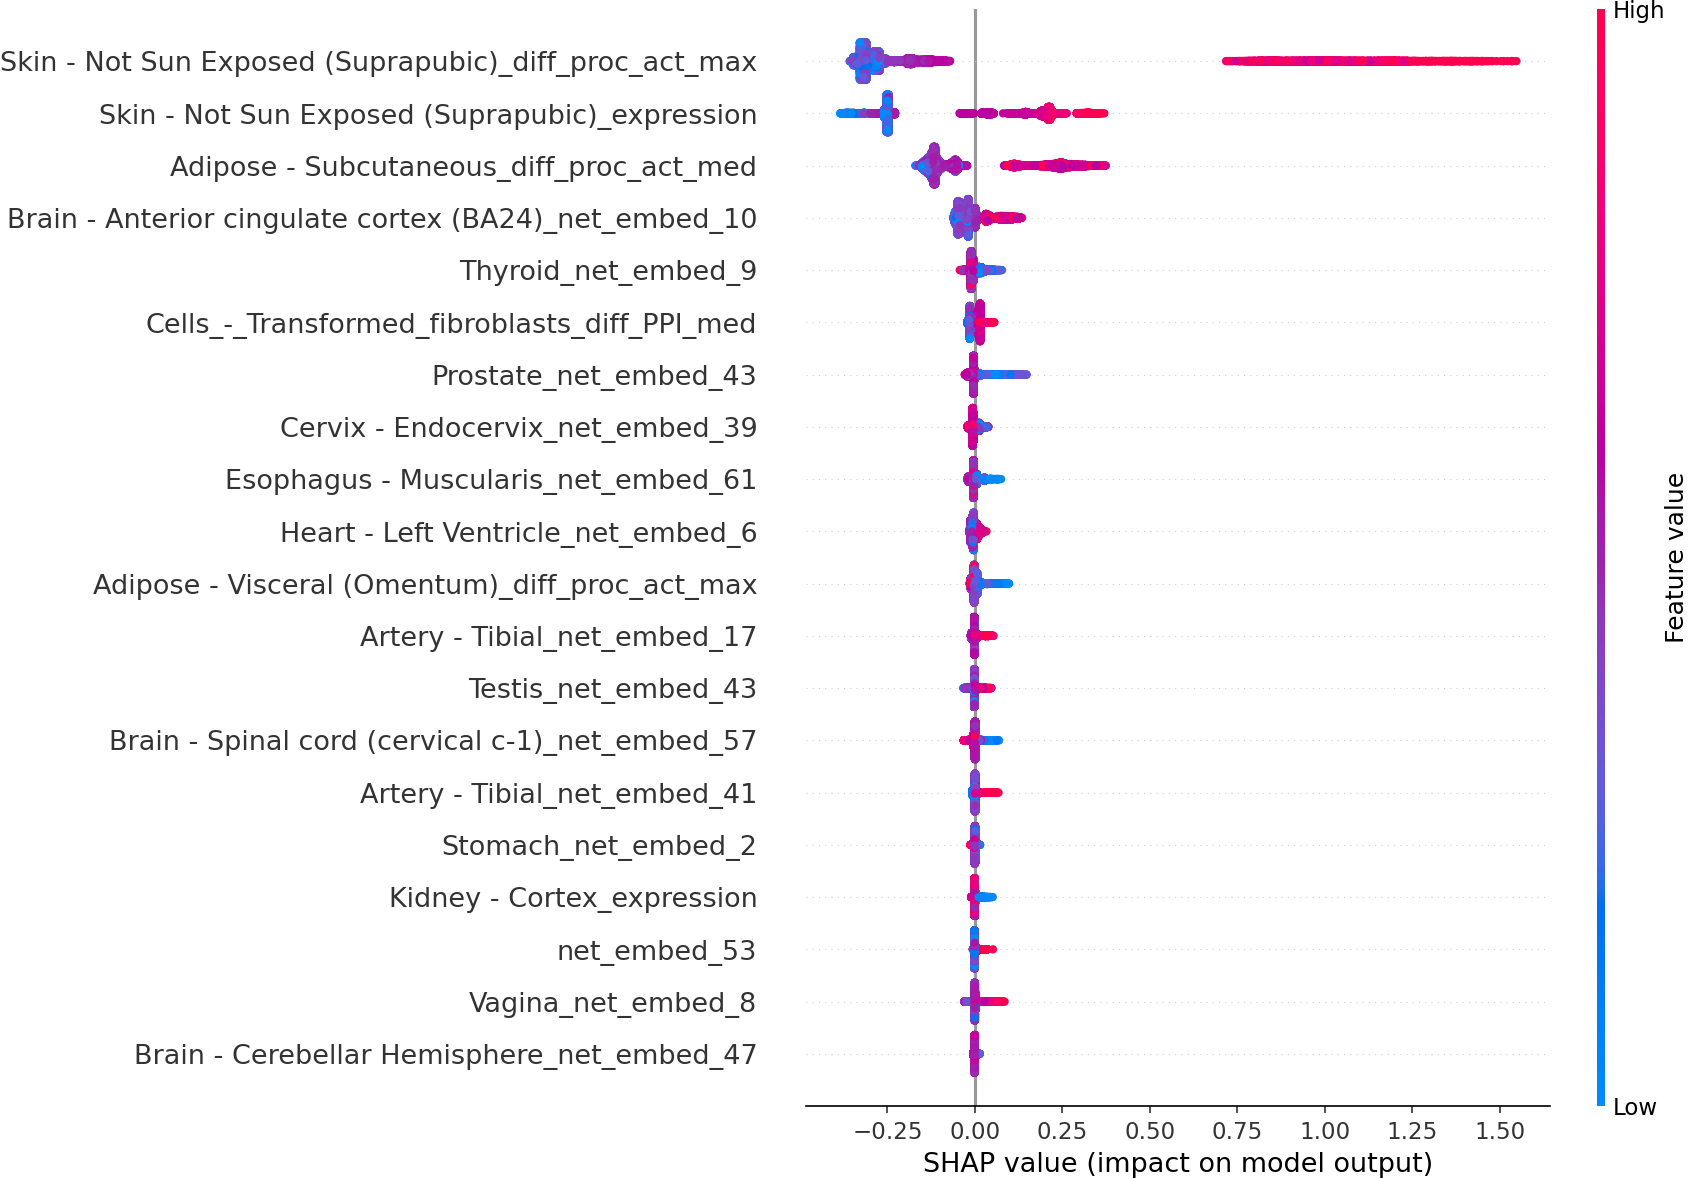 High
Skin - Not Sun Exposed (Suprapubic)_diff_proc_act_max
Skin - Not Sun Exposed (Suprapubic)_expression
Adipose - Subcutaneous_diff_proc_act_med
Brain - Anterior cingulate cortex (BA24)_net_embed_10
Thyroid_net_embed_9
Cells_-_Transformed_fibroblasts_diff_PPI_med
Prostate_net_embed_43
Cervix - Endocervix_net_embed_39
Esophagus - Muscularis_net_embed_61
Heart - Left Ventricle_net_embed_6
Adipose - Visceral (Omentum)_diff_proc_act_max
Artery - Tibial_net_embed_17
Testis_net_embed_43
Brain - Spinal cord (cervical c-1)_net_embed_57
Artery - Tibial_net_embed_41
Stomach_net_embed_2
Kidney - Cortex_expression
net_embed_53
Vagina_net_embed_8
Brain - Cerebellar Hemisphere_net_embed_47
Feature value
Low
−0.25 0.00 0.25 0.50 0.75 1.00 1.25 1.50
SHAP value (impact on model output)